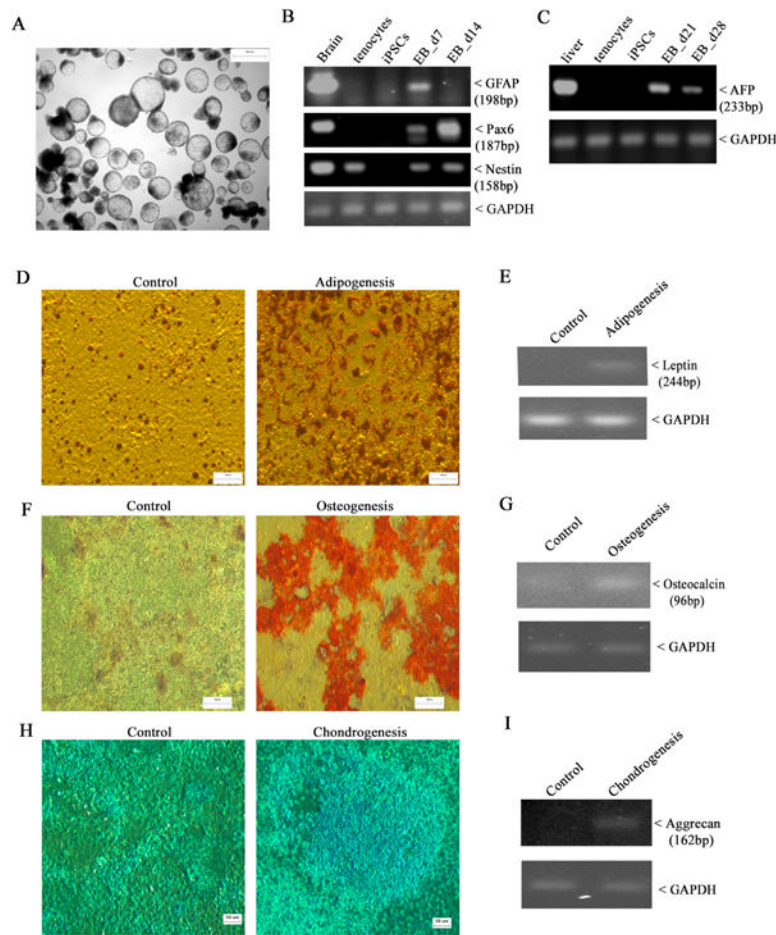 A
B
Brain
tenocytes
iPSCs
EB_d7
EB_d14
< GFAP
(198bp)
< Pax6
(187bp)
< Nestin
(158bp)
< GAPDH
C
liver
tenocytes
iPSCs
EB_d21
EB_d28
< AFP
(233bp)
< GAPDH
D
Control
Adipogenesis
E
Control
Adipogenesis
< Leptin
(244bp)
< GAPDH
F
Control
Osteogenesis
G
Control
Osteogenesis
< Osteocalcin
(96bp)
< GAPDH
H
Control
Chondrogenesis
I
Control
Chondrogenesis
< Aggrecan
(162bp)
< GAPDH